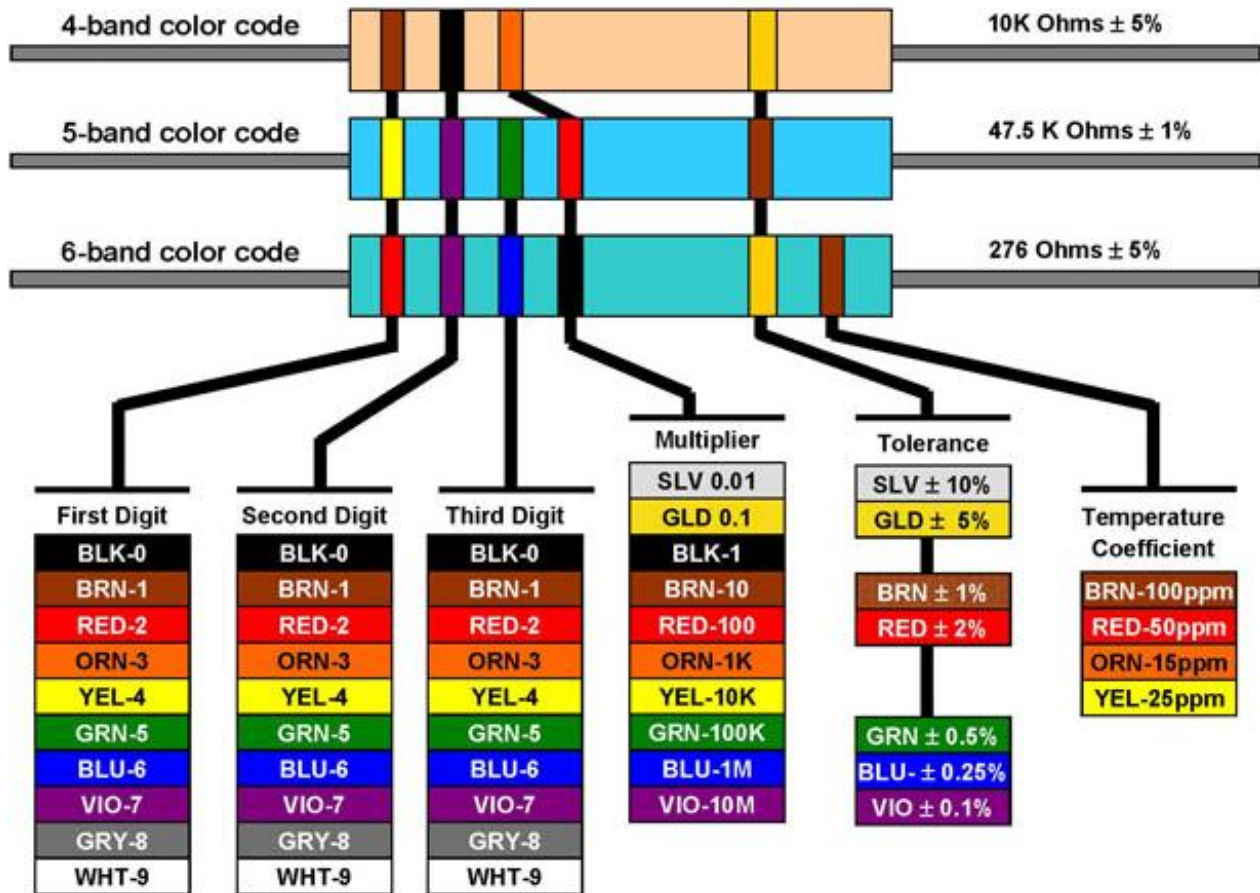 4-band color code
10K Ohms ± 5%
5-band color code
47.5 K Ohms ± 1%
6-band color code
276 Ohms ± 5%
First Digit
BLK-0
BRN-1
RED-2
ORN-3
YEL-4
GRN-5
BLU-6
VIO-7
GRY-8
WHT-9
Second Digit
BLK-0
BRN-1
RED-2
ORN-3
YEL-4
GRN-5
BLU-6
VIO-7
GRY-8
WHT-9
Third Digit
BLK-0
BRN-1
RED-2
ORN-3
YEL-4
GRN-5
BLU-6
VIO-7
GRY-8
WHT-9
Multiplier
SLV 0.01
GLD 0.1
BLK-1
BRN-10
RED-100
ORN-1K
YEL-10K
GRN-100K
BLU-1M
VIO-10M
Tolerance
SLV ± 10%
GLD ± 5%
BRN ± 1%
RED ± 2%
GRN ± 0.5%
BLU- ± 0.25%
VIO ± 0.1%
Temperature
Coefficient
BRN-100ppm
RED-50ppm
ORN-15ppm
YEL-25ppm